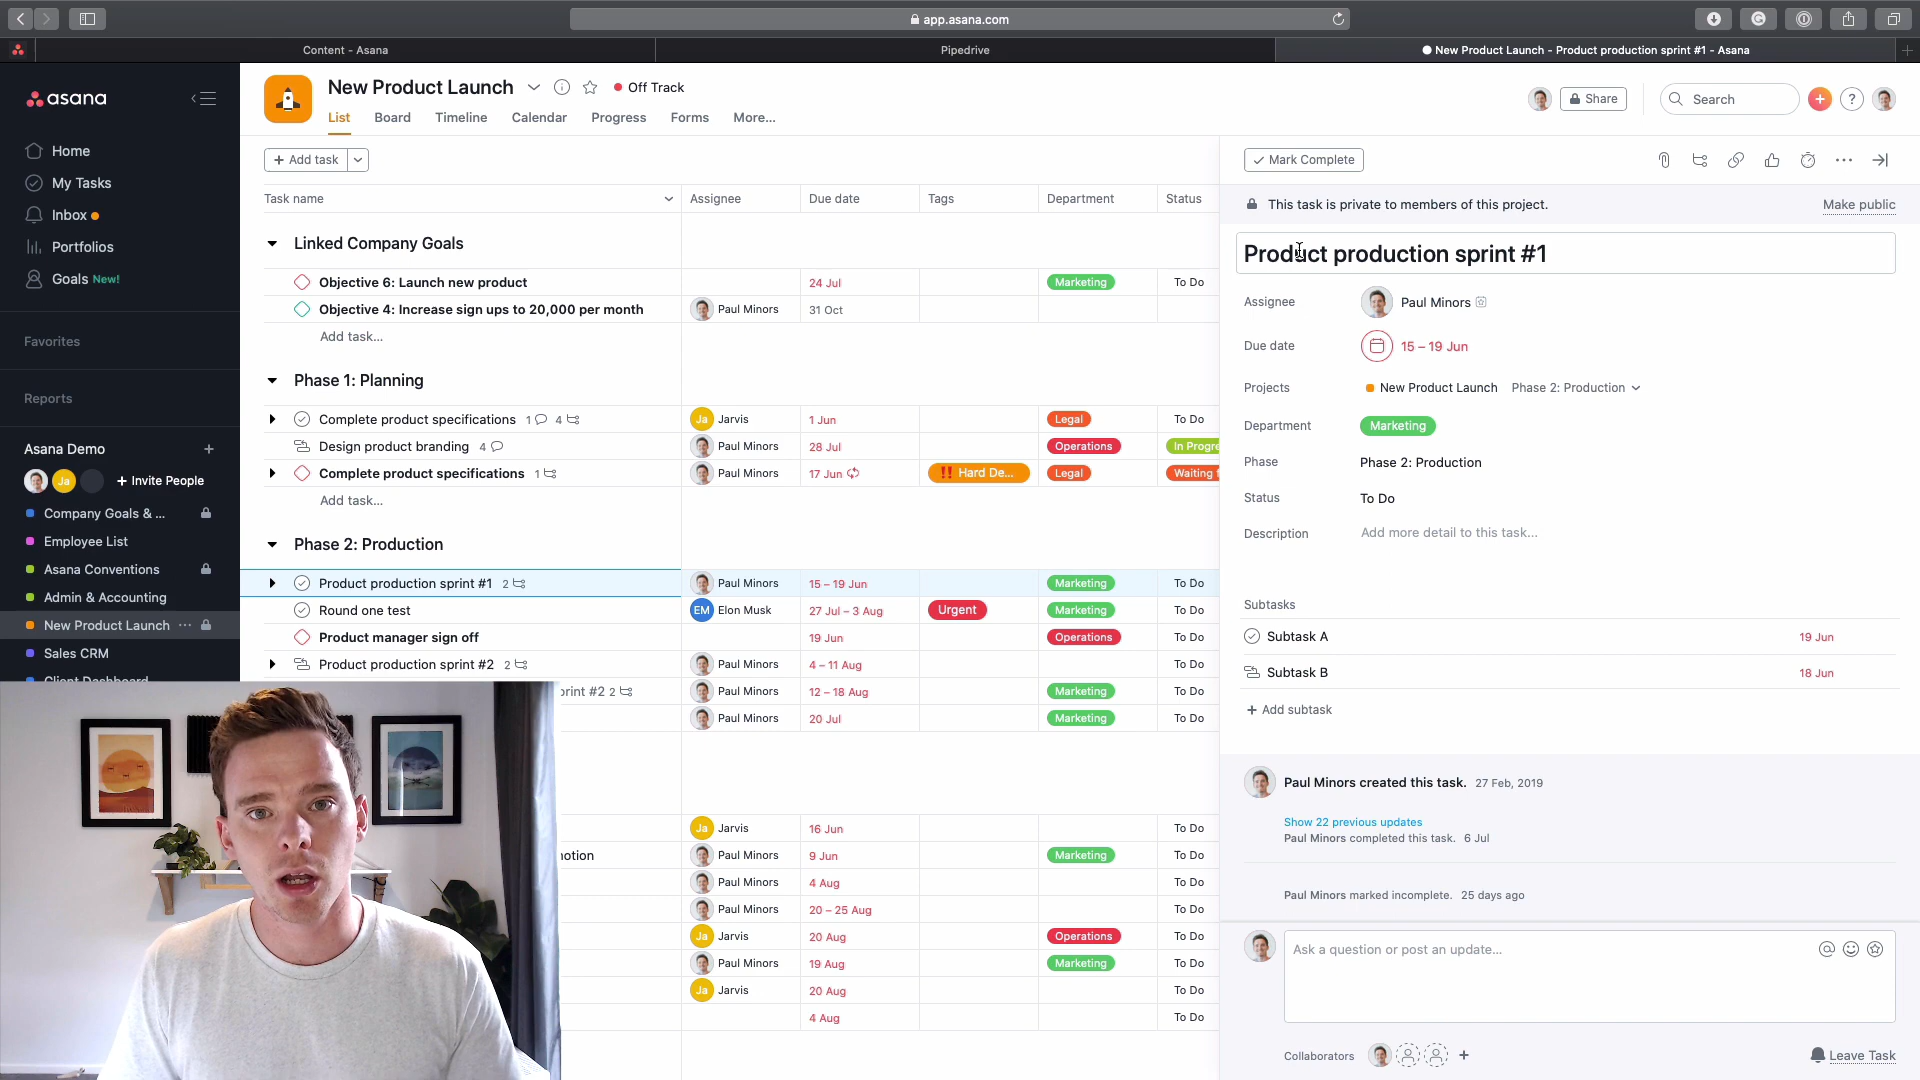 app.asana.com
Content - Asana
Pipedrive
New Product Launch - Product production sprint #1 - Asana
asana
Home
My Tasks
Inbox
Portfolios
Goals New!
Favorites
Reports
Asana Demo
Ja
Invite People
Company Goals & ...
Employee List
Asana Conventions
Admin & Accounting
New Product Launch
Sales CRM
New Product Launch
Off Track
List Board Timeline Calendar Progress Forms More...
Share
Search
?
+ Add task
Task name Assignee Due date Tags Department Status
Linked Company Goals
Objective 6: Launch new product 24 Jul Marketing To Do
Objective 4: Increase sign ups to 20,000 per month Paul Minors 31 Oct
Add task...
Phase 1: Planning
Complete product specifications 1 4 Ja Jarvis 1 Jun Legal To Do
Design product branding 4 Paul Minors 28 Jul Operations In Progre
Complete product specifications 1 Paul Minors 17 Jun !! Hard De... Legal Waiting
Add task...
Phase 2: Production
Product production sprint #1 2 Paul Minors 15 – 19 Jun Marketing To Do
Round one test EM Elon Musk 27 Jul – 3 Aug Urgent Marketing To Do
Product manager sign off 19 Jun Operations To Do
Product production sprint #2 2 Paul Minors 4 – 11 Aug To Do
print #2 2 Paul Minors 12 – 18 Aug Marketing To Do
Paul Minors 20 Jul Marketing To Do
Ja Jarvis 16 Jun To Do
notion Paul Minors 9 Jun Marketing To Do
Paul Minors 4 Aug To Do
Paul Minors 20 – 25 Aug To Do
Ja Jarvis 20 Aug Operations To Do
Paul Minors 19 Aug Marketing To Do
Ja Jarvis 20 Aug To Do
4 Aug To Do
Mark Complete
This task is private to members of this project. Make public
Product production sprint #1
Assignee Paul Minors
Due date 15 – 19 Jun
Projects New Product Launch Phase 2: Production
Department Marketing
Phase Phase 2: Production
Status To Do
Description Add more detail to this task...
Subtasks
Subtask A 19 Jun
Subtask B 18 Jun
+ Add subtask
Paul Minors created this task. 27 Feb, 2019
Show 22 previous updates
Paul Minors completed this task. 6 Jul
Paul Minors marked incomplete. 25 days ago
Ask a question or post an update...
Collaborators
Leave Task